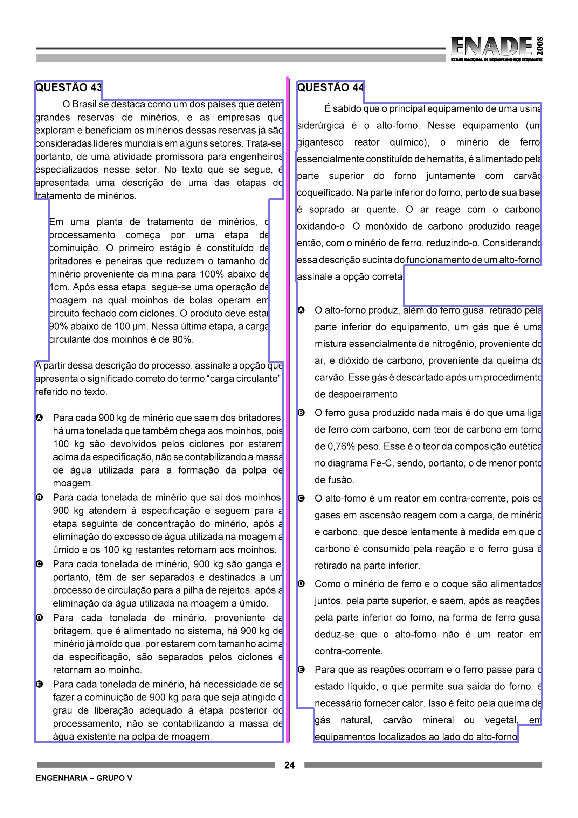 ENADE 2008
EXAME NACIONAL DE DESEMPENHO DOS ESTUDANTES
QUESTÃO 43
O Brasil se destaca como um dos países que detêm
grandes reservas de minérios, e as empresas que
exploram e beneficiam os minérios dessas reservas já são
consideradas líderes mundiais em alguns setores. Trata-se,
portanto, de uma atividade promissora para engenheiros
especializados nesse setor. No texto que se segue, é
apresentada uma descrição de uma das etapas do
tratamento de minérios.
Em uma planta de tratamento de minérios, o
processamento começa por uma etapa de
cominuição. O primeiro estágio é constituído de
britadores e peneiras que reduzem o tamanho do
minério proveniente da mina para 100% abaixo de
1cm. Após essa etapa, segue-se uma operação de
moagem na qual moinhos de bolas operam em
circuito fechado com ciclones. O produto deve estar
90% abaixo de 100 μm. Nessa última etapa, a carga
circulante dos moinhos é de 90%.
A partir dessa descrição do processo, assinale a opção que
apresenta o significado correto do termo "carga circulante",
referido no texto.
A Para cada 900 kg de minério que saem dos britadores,
há uma tonelada que também chega aos moinhos, pois
100 kg são devolvidos pelos ciclones por estarem
acima da especificação, não se contabilizando a massa
de água utilizada para a formação da polpa de
moagem.
B Para cada tonelada de minério que sai dos moinhos,
900 kg atendem à especificação e seguem para a
etapa seguinte de concentração do minério, após a
eliminação do excesso de água utilizada na moagem a
úmido e os 100 kg restantes retornam aos moinhos.
C Para cada tonelada de minério, 900 kg são ganga e,
portanto, têm de ser separados e destinados a um
processo de circulação para a pilha de rejeitos, após a
eliminação da água utilizada na moagem a úmido.
D Para cada tonelada de minério, proveniente da
britagem, que é alimentado no sistema, há 900 kg de
minério já moído que, por estarem com tamanho acima
da especificação, são separados pelos ciclones e
retornam ao moinho.
E Para cada tonelada de minério, há necessidade de se
fazer a cominuição de 900 kg para que seja atingido o
grau de liberação adequado à etapa posterior do
processamento, não se contabilizando a massa de
água existente na polpa de moagem.
QUESTÃO 44
É sabido que o principal equipamento de uma usina
siderúrgica é o alto-forno. Nesse equipamento (um
gigantesco reator químico), o minério de ferro,
essencialmente constituído de hematita, é alimentado pela
parte superior do forno juntamente com carvão
coqueificado. Na parte inferior do forno, perto de sua base,
é soprado ar quente. O ar reage com o carbono,
oxidando-o. O monóxido de carbono produzido reage,
então, com o minério de ferro, reduzindo-o. Considerando
essa descrição sucinta do funcionamento de um alto-forno,
assinale a opção correta.
A O alto-forno produz, além do ferro gusa, retirado pela
parte inferior do equipamento, um gás que é uma
mistura essencialmente de nitrogênio, proveniente do
ar, e dióxido de carbono, proveniente da queima do
carvão. Esse gás é descartado após um procedimento
de despoeiramento.
B O ferro gusa produzido nada mais é do que uma liga
de ferro com carbono, com teor de carbono em torno
de 0,76% peso. Esse é o teor da composição eutética
no diagrama Fe-C, sendo, portanto, o de menor ponto
de fusão.
C O alto-forno é um reator em contra-corrente, pois os
gases em ascensão reagem com a carga, de minério
e carbono, que desce lentamente à medida em que o
carbono é consumido pela reação e o ferro gusa é
retirado na parte inferior.
D Como o minério de ferro e o coque são alimentados
juntos, pela parte superior, e saem, após as reações,
pela parte inferior do forno, na forma de ferro gusa,
deduz-se que o alto-forno não é um reator em
contra-corrente.
E Para que as reações ocorram e o ferro passe para o
estado líquido, o que permite sua saída do forno, é
necessário fornecer calor. Isso é feito pela queima de
gás natural, carvão mineral ou vegetal, em
equipamentos localizados ao lado do alto-forno.
24
ENGENHARIA – GRUPO V